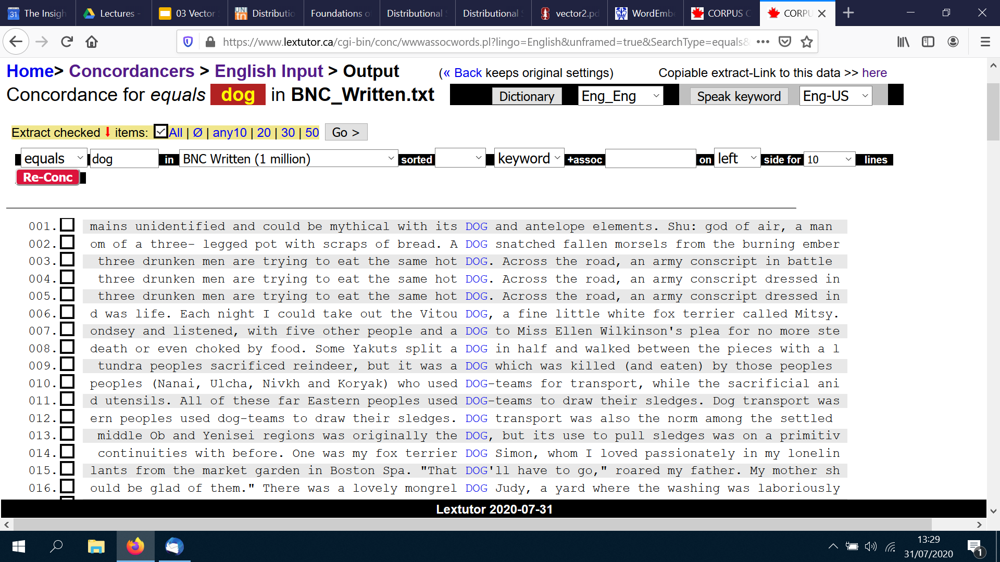 31 The Insigh
Lectures -
03 Vector S
Distributio
Foundations o
Distributional S
Distributional S
vector2.pd
WordEmbe
CORPUS C
CORPU
https://www.lextutor.ca/cgi-bin/conc/wwwassocwords.pl?lingo=English&unframed=true&SearchType=equals&
Home> Concordancers > English Input > Output (« Back keeps original settings) Copiable extract-Link to this data >> here
Concordance for equals dog in BNC_Written.txt Dictionary Eng_Eng Speak keyword Eng-US
Extract checked items: All | Ø | any10 | 20 | 30 | 50 Go >
equals dog in BNC Written (1 million) sorted keyword +assoc on left side for 10 lines
Re-Conc
001. mains unidentified and could be mythical with its DOG and antelope elements. Shu: god of air, a man
002. om of a three- legged pot with scraps of bread. A DOG snatched fallen morsels from the burning ember
003. three drunken men are trying to eat the same hot DOG. Across the road, an army conscript in battle
004. three drunken men are trying to eat the same hot DOG. Across the road, an army conscript dressed in
005. three drunken men are trying to eat the same hot DOG. Across the road, an army conscript dressed in
006. d was life. Each night I could take out the Vitou DOG, a fine little white fox terrier called Mitsy.
007. ondsey and listened, with five other people and a DOG to Miss Ellen Wilkinson's plea for no more ste
008. death or even choked by food. Some Yakuts split a DOG in half and walked between the pieces with a l
009. tundra peoples sacrificed reindeer, but it was a DOG which was killed (and eaten) by those peoples
010. peoples (Nanai, Ulcha, Nivkh and Koryak) who used DOG-teams for transport, while the sacrificial ani
011. d utensils. All of these far Eastern peoples used DOG-teams to draw their sledges. Dog transport was
012. ern peoples used dog-teams to draw their sledges. DOG transport was also the norm among the settled
013. middle Ob and Yenisei regions was originally the DOG, but its use to pull sledges was on a primitiv
014. continuities with before. One was my fox terrier DOG Simon, whom I loved passionately in my lonelin
015. lants from the market garden in Boston Spa. "That DOG'll have to go," roared my father. My mother sh
016. ould be glad of them." There was a lovely mongrel DOG Judy, a yard where the washing was laboriously
Lextutor 2020-07-31
13:29
31/07/2020
1